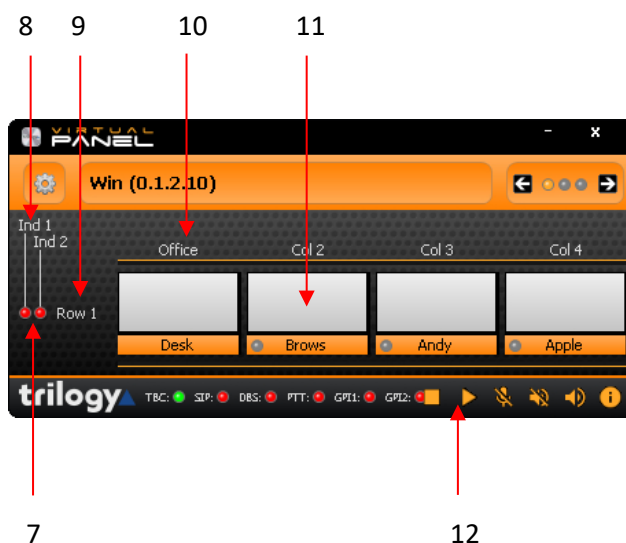 8 9 10 11
VIRTUAL
PANEL
- x
Win (0.1.2.10)
Ind 1
Ind 2
Office Col 2 Col 3 Col 4
Row 1
Desk Brows Andy Apple
trilogy TBC: SIP: DBS: PTT: GPI1: GPI2:
7 12